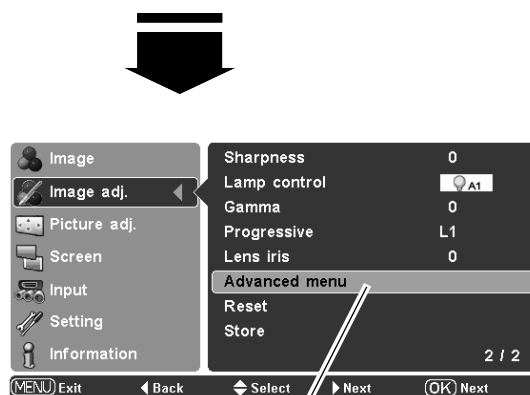 Image
Image adj.
Picture adj.
Screen
Input
Setting
Information
Sharpness 0
Lamp control A1
Gamma 0
Progressive L1
Lens iris 0
Advanced menu
Reset
Store
2 / 2
MENU Exit Back Select Next OK Next